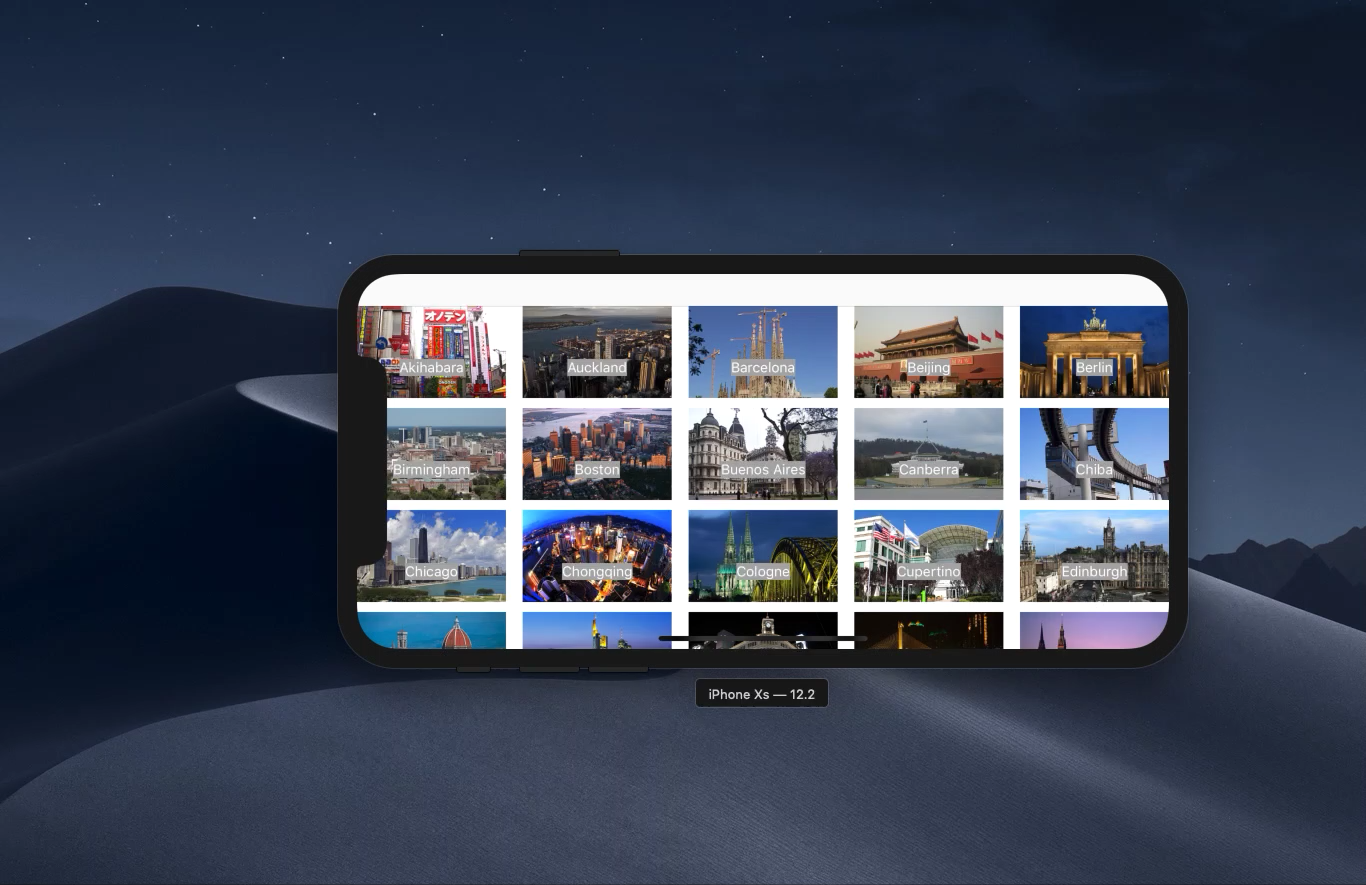 オノデン
Akihabara
Auckland
Barcelona
Beijing
Berlin
Birmingham
Boston
Buenos Aires
Canberra
Chiba
Chicago
Chongqing
Cologne
Cupertino
Edinburgh
iPhone Xs — 12.2